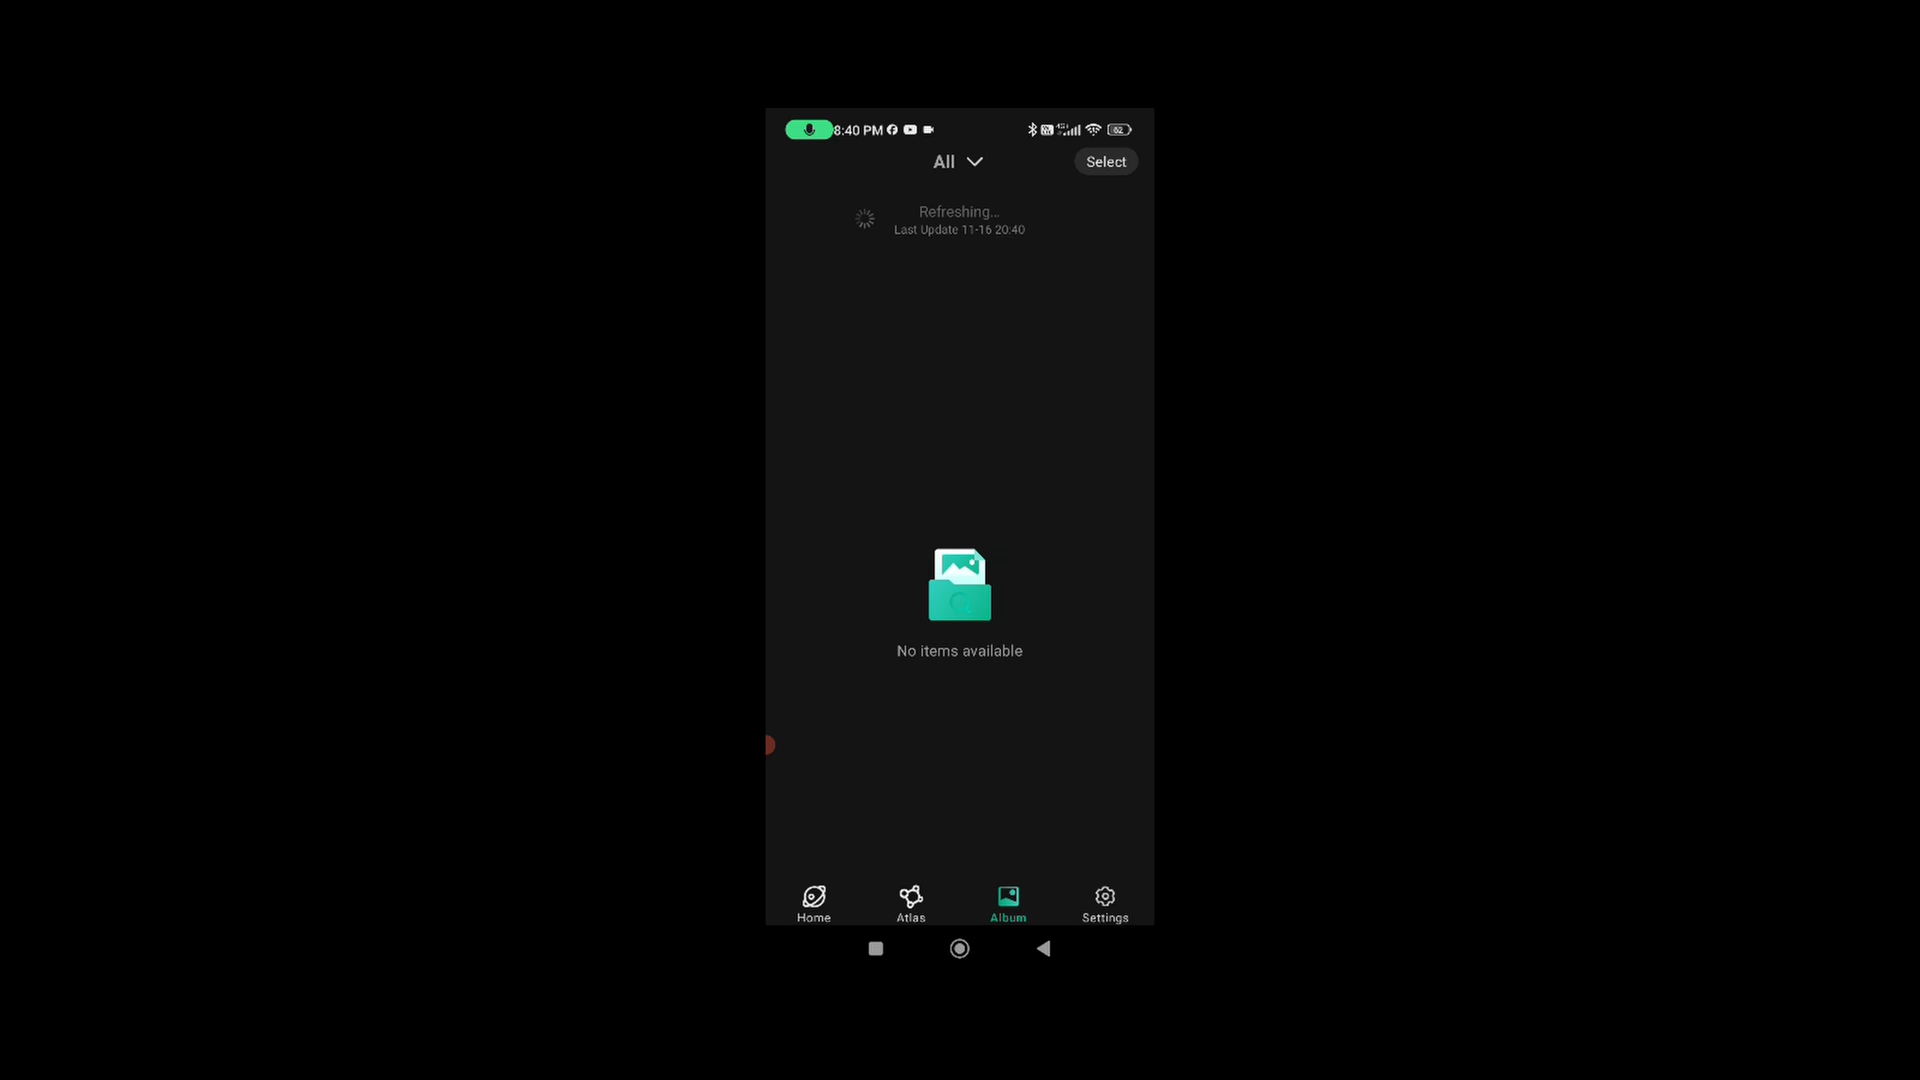 8:40 PM
62
All
Select
Refreshing...
Last Update 11-16 20:40
No items available
Home
Atlas
Album
Settings